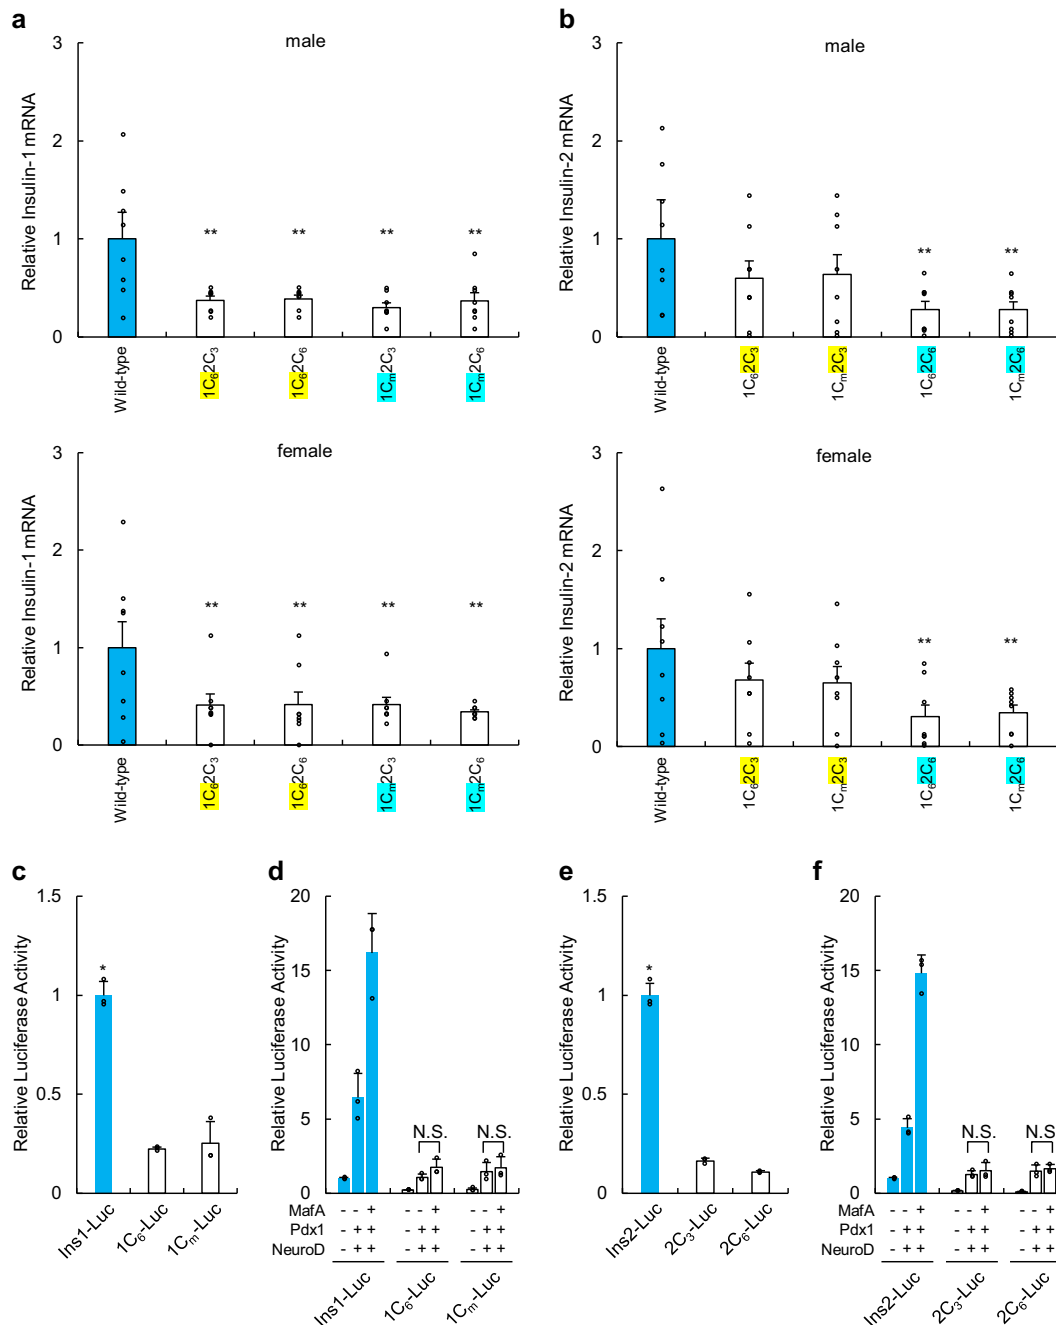 a
male
Relative Insulin-1 mRNA
3
2
1
0
**
**
**
**
Wild-type
1C₆2C₃
1C₆2C₆
1Cₘ2C₃
1Cₘ2C₆
b
male
Relative Insulin-2 mRNA
3
2
1
0
**
**
Wild-type
1C₆2C₃
1Cₘ2C₃
1C₆2C₆
1Cₘ2C₆
female
Relative Insulin-1 mRNA
3
2
1
0
**
**
**
**
Wild-type
1C₆2C₃
1C₆2C₆
1Cₘ2C₃
1Cₘ2C₆
female
Relative Insulin-2 mRNA
3
2
1
0
**
**
Wild-type
1C₆2C₃
1Cₘ2C₃
1C₆2C₆
1Cₘ2C₆
c
Relative Luciferase Activity
1.5
1
0.5
0
*
Ins1-Luc
1C₆-Luc
1Cₘ-Luc
d
Relative Luciferase Activity
20
15
10
5
0
N.S.
N.S.
MafA - - + - - + - - +
Pdx1 - + + - + + - + +
NeuroD - + + - + + - + +
Ins1-Luc
1C₆-Luc
1Cₘ-Luc
e
Relative Luciferase Activity
1.5
1
0.5
0
*
Ins2-Luc
2C₃-Luc
2C₆-Luc
f
Relative Luciferase Activity
20
15
10
5
0
N.S.
N.S.
MafA - - + - - + - - +
Pdx1 - + + - + + - + +
NeuroD - + + - + + - + +
Ins2-Luc
2C₃-Luc
2C₆-Luc